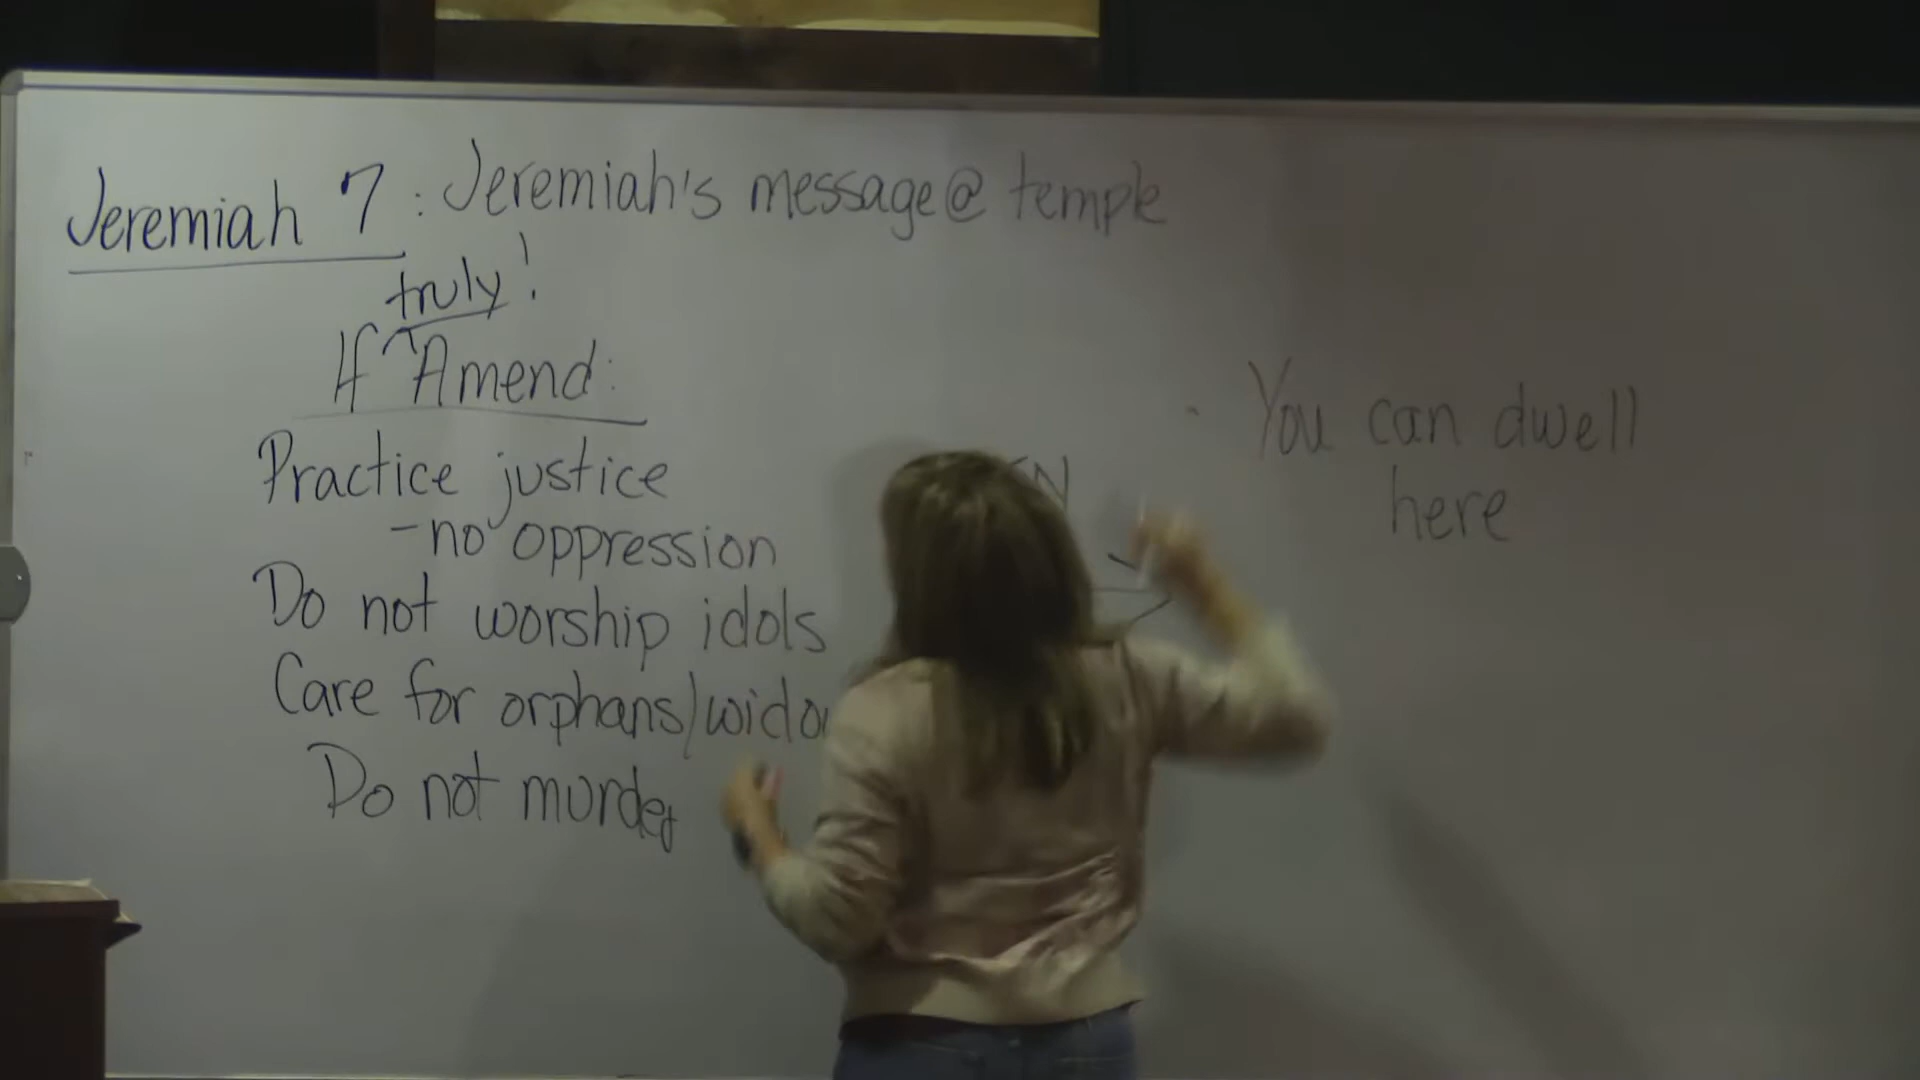 Jeremiah 7 : Jeremiah's message @ temple
truly!
If ^ Amend:
Practice justice
- no oppression
Do not worship idols
Care for orphans/
Do not murder
You can dwell
here